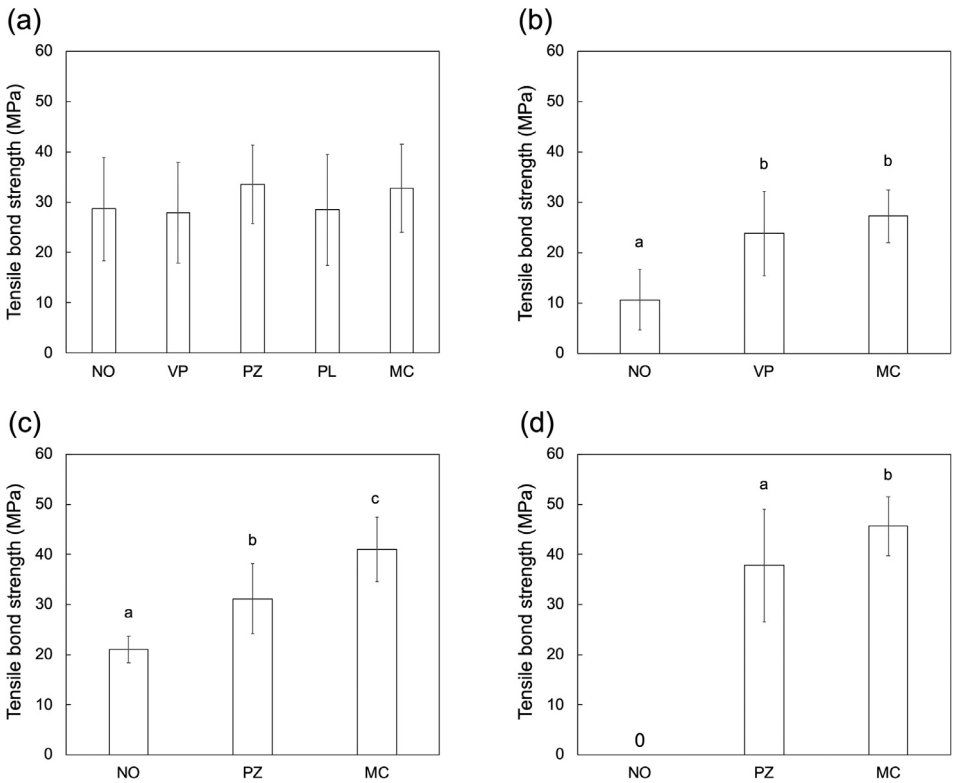 (a)
Tensile bond strength (MPa)
60
50
40
30
20
10
0
NO VP PZ PL MC
(b)
Tensile bond strength (MPa)
60
50
40
30
20
10
0
a b b
NO VP MC
(c)
Tensile bond strength (MPa)
60
50
40
30
20
10
0
a b c
NO PZ MC
(d)
Tensile bond strength (MPa)
60
50
40
30
20
10
0
0 a b
NO PZ MC